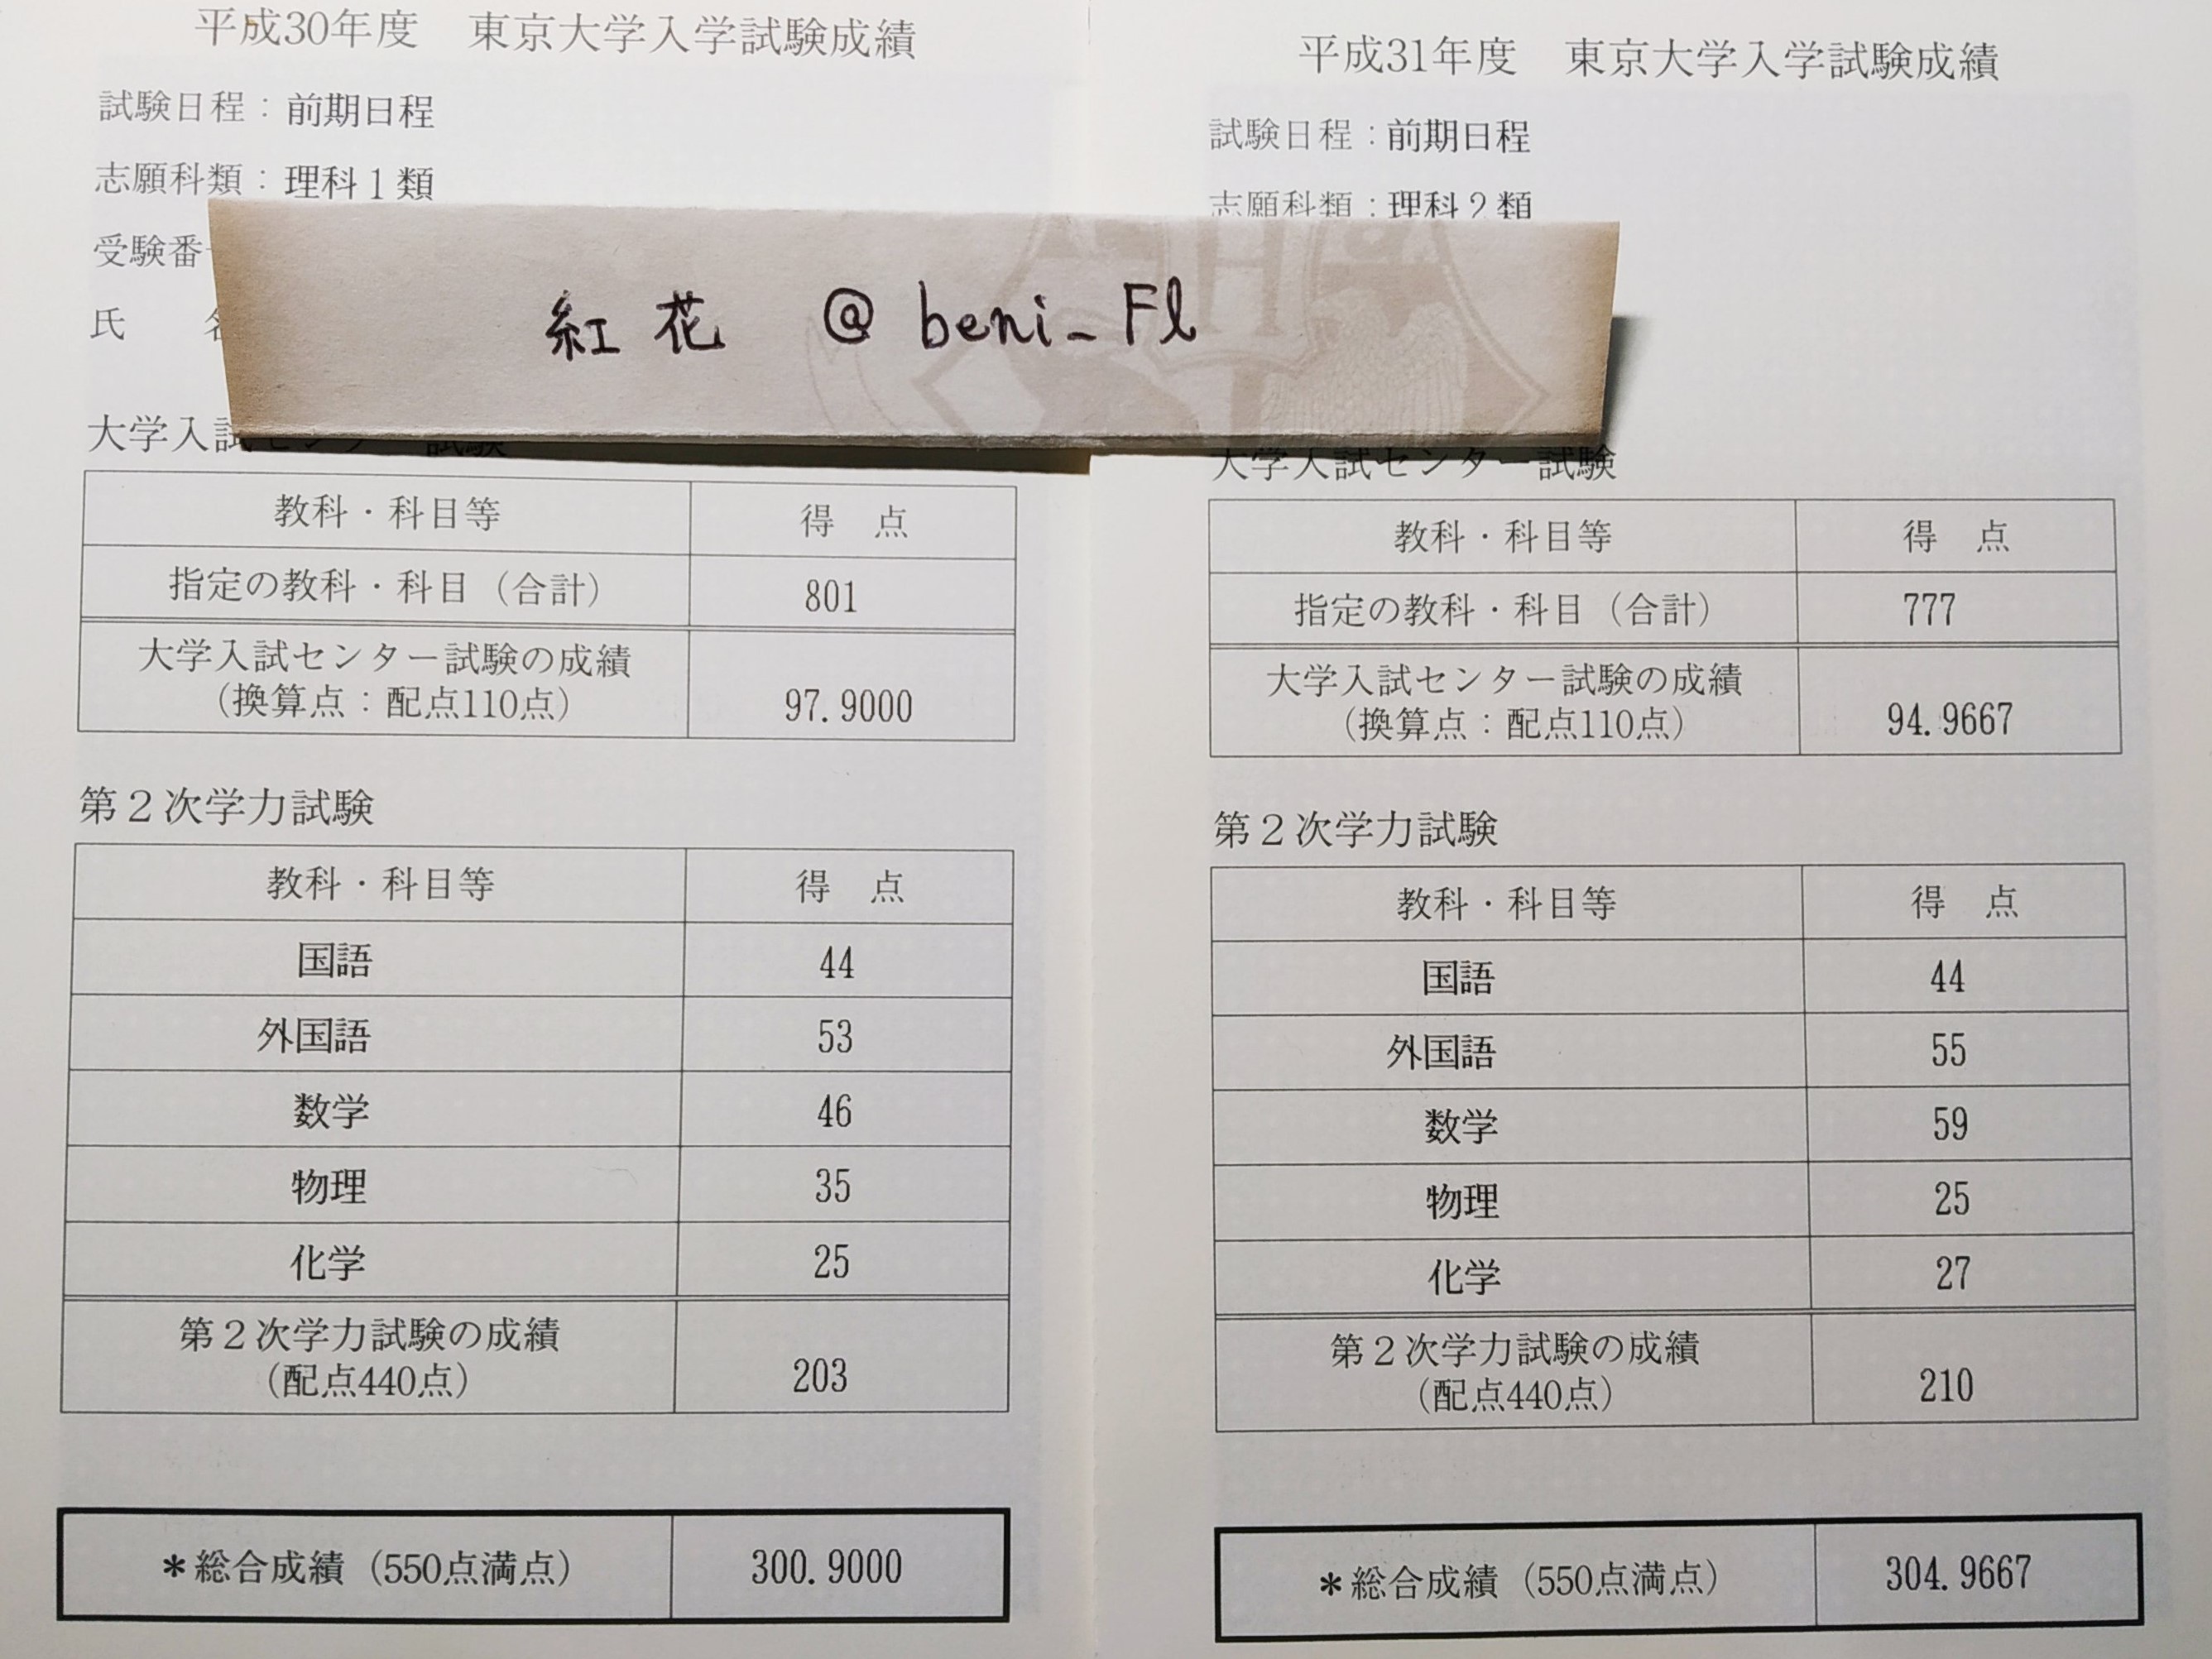 平成30年度 東京大学入学試験成績
試験日程：前期日程
志願科類：理科1類
受験番
氏
大学入試センター試験
教科・科目等 得 点
指定の教科・科目（合計） 801
大学入試センター試験の成績
（換算点：配点110点） 97.9000
第2次学力試験
教科・科目等 得 点
国語 44
外国語 53
数学 46
物理 35
化学 25
第2次学力試験の成績
（配点440点） 203
*総合成績（550点満点） 300.9000
紅花 @beni_Fl
平成31年度 東京大学入学試験成績
試験日程：前期日程
志願科類：理科2類
大学入試センター試験
教科・科目等 得 点
指定の教科・科目（合計） 777
大学入試センター試験の成績
（換算点：配点110点） 94.9667
第2次学力試験
教科・科目等 得 点
国語 44
外国語 55
数学 59
物理 25
化学 27
第2次学力試験の成績
（配点440点） 210
*総合成績（550点満点） 304.9667